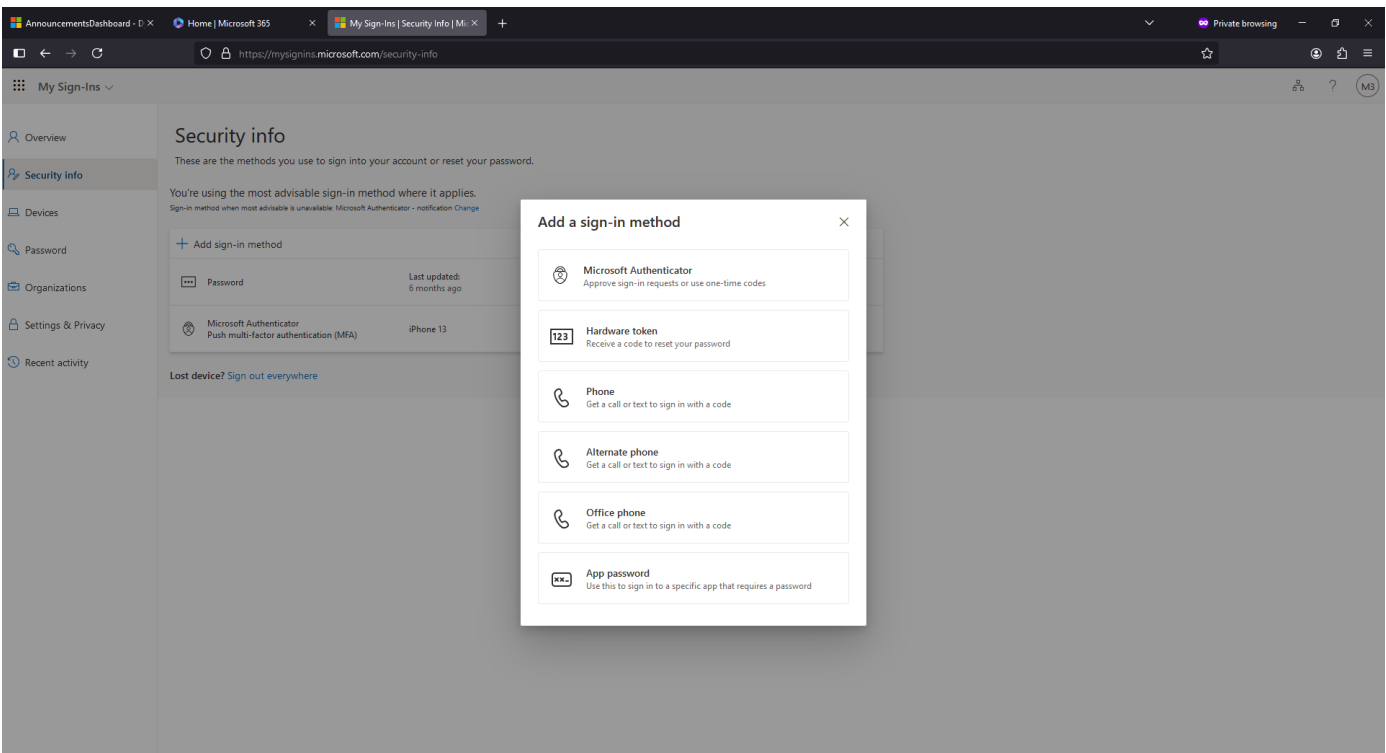 AnnouncementsDashboard - D
Home | Microsoft 365
My Sign-Ins | Security Info | Mic
Private browsing
https://mysignins.microsoft.com/security-info
My Sign-Ins
?
M3
Overview
Security info
Devices
Password
Organizations
Settings & Privacy
Recent activity
Security info
These are the methods you use to sign into your account or reset your password.
You're using the most advisable sign-in method where it applies.
Sign-in method when most advisable is unavailable: Microsoft Authenticator - notification Change
+ Add sign-in method
Password
Last updated:
6 months ago
Microsoft Authenticator
Push multi-factor authentication (MFA)
iPhone 13
Lost device? Sign out everywhere
Add a sign-in method
Microsoft Authenticator
Approve sign-in requests or use one-time codes
123
Hardware token
Receive a code to reset your password
Phone
Get a call or text to sign in with a code
Alternate phone
Get a call or text to sign in with a code
Office phone
Get a call or text to sign in with a code
App password
Use this to sign in to a specific app that requires a password